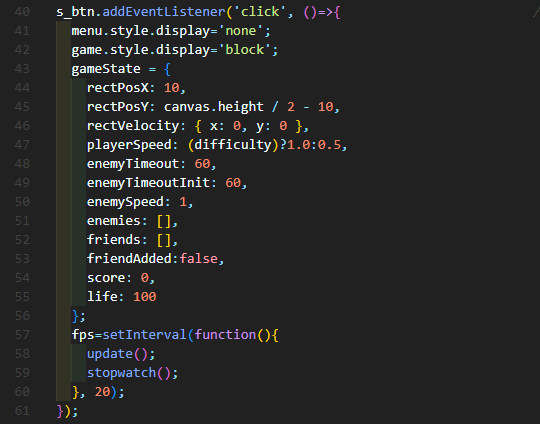 40 s_btn.addEventListener('click', ()=>{
41   menu.style.display='none';
42   game.style.display='block';
43   gameState = {
44     rectPosX: 10,
45     rectPosY: canvas.height / 2 - 10,
46     rectVelocity: { x: 0, y: 0 },
47     playerSpeed: (difficulty)?1.0:0.5,
48     enemyTimeout: 60,
49     enemyTimeoutInit: 60,
50     enemySpeed: 1,
51     enemies: [],
52     friends: [],
53     friendAdded:false,
54     score: 0,
55     life: 100
56   };
57   fps=setInterval(function(){
58     update();
59     stopwatch();
60   }, 20);
61 });